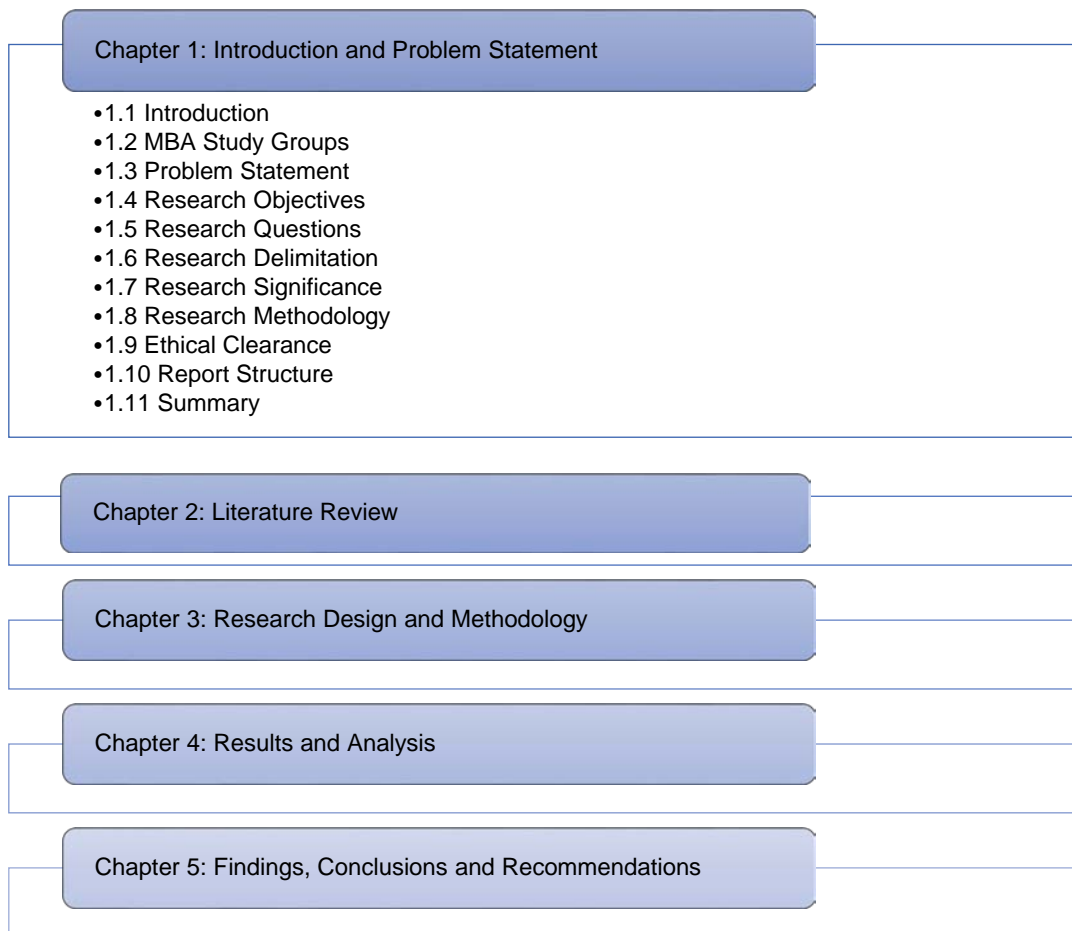 Chapter 1: Introduction and Problem Statement
•1.1 Introduction
•1.2 MBA Study Groups
•1.3 Problem Statement
•1.4 Research Objectives
•1.5 Research Questions
•1.6 Research Delimitation
•1.7 Research Significance
•1.8 Research Methodology
•1.9 Ethical Clearance
•1.10 Report Structure
•1.11 Summary
Chapter 2: Literature Review
Chapter 3: Research Design and Methodology
Chapter 4: Results and Analysis
Chapter 5: Findings, Conclusions and Recommendations